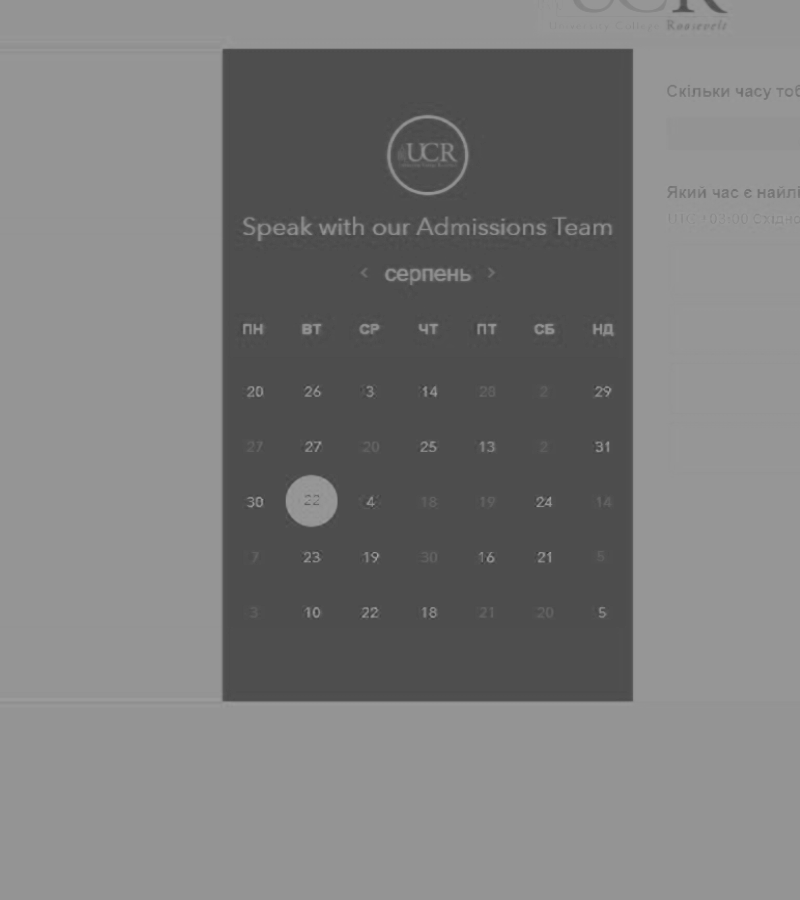 UCR
University College Roosevelt
Скільки часу тоб
UCR
Speak with our Admissions Team
‹ серпень ›
ПН ВТ СР ЧТ ПТ СБ НД
20 26 3 14 28 2 29
27 27 20 25 13 2 31
30 22 4 18 19 24 14
7 23 19 30 16 21 5
3 10 22 18 21 20 5
Який час є найлі
UTC +03:00 Східно